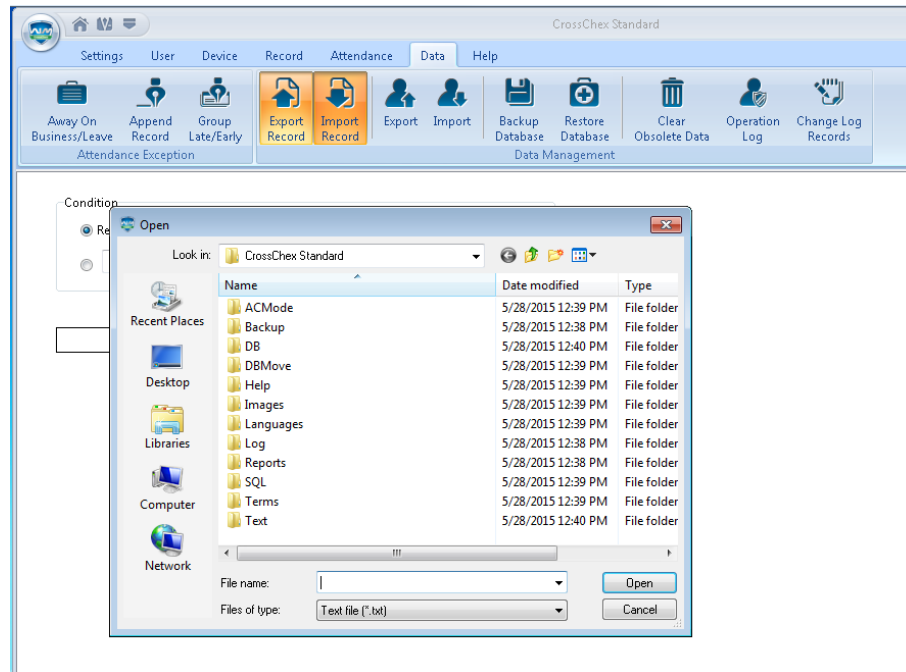 CrossChex Standard
Settings User Device Record Attendance Data Help
Away On Business/Leave
Append Record
Group Late/Early
Export Record
Import Record
Export
Import
Backup Database
Restore Database
Clear Obsolete Data
Operation Log
Change Log Records
Attendance Exception
Data Management
Condition
Re
Open
Look in: CrossChex Standard
Name Date modified Type
ACMode 5/28/2015 12:39 PM File folder
Backup 5/28/2015 12:38 PM File folder
DB 5/28/2015 12:40 PM File folder
DBMove 5/28/2015 12:39 PM File folder
Help 5/28/2015 12:39 PM File folder
Images 5/28/2015 12:39 PM File folder
Languages 5/28/2015 12:39 PM File folder
Log 5/28/2015 12:38 PM File folder
Reports 5/28/2015 12:38 PM File folder
SQL 5/28/2015 12:39 PM File folder
Terms 5/28/2015 12:39 PM File folder
Text 5/28/2015 12:40 PM File folder
Recent Places
Desktop
Libraries
Computer
Network
File name: Open
Files of type: Text file (*.txt) Cancel